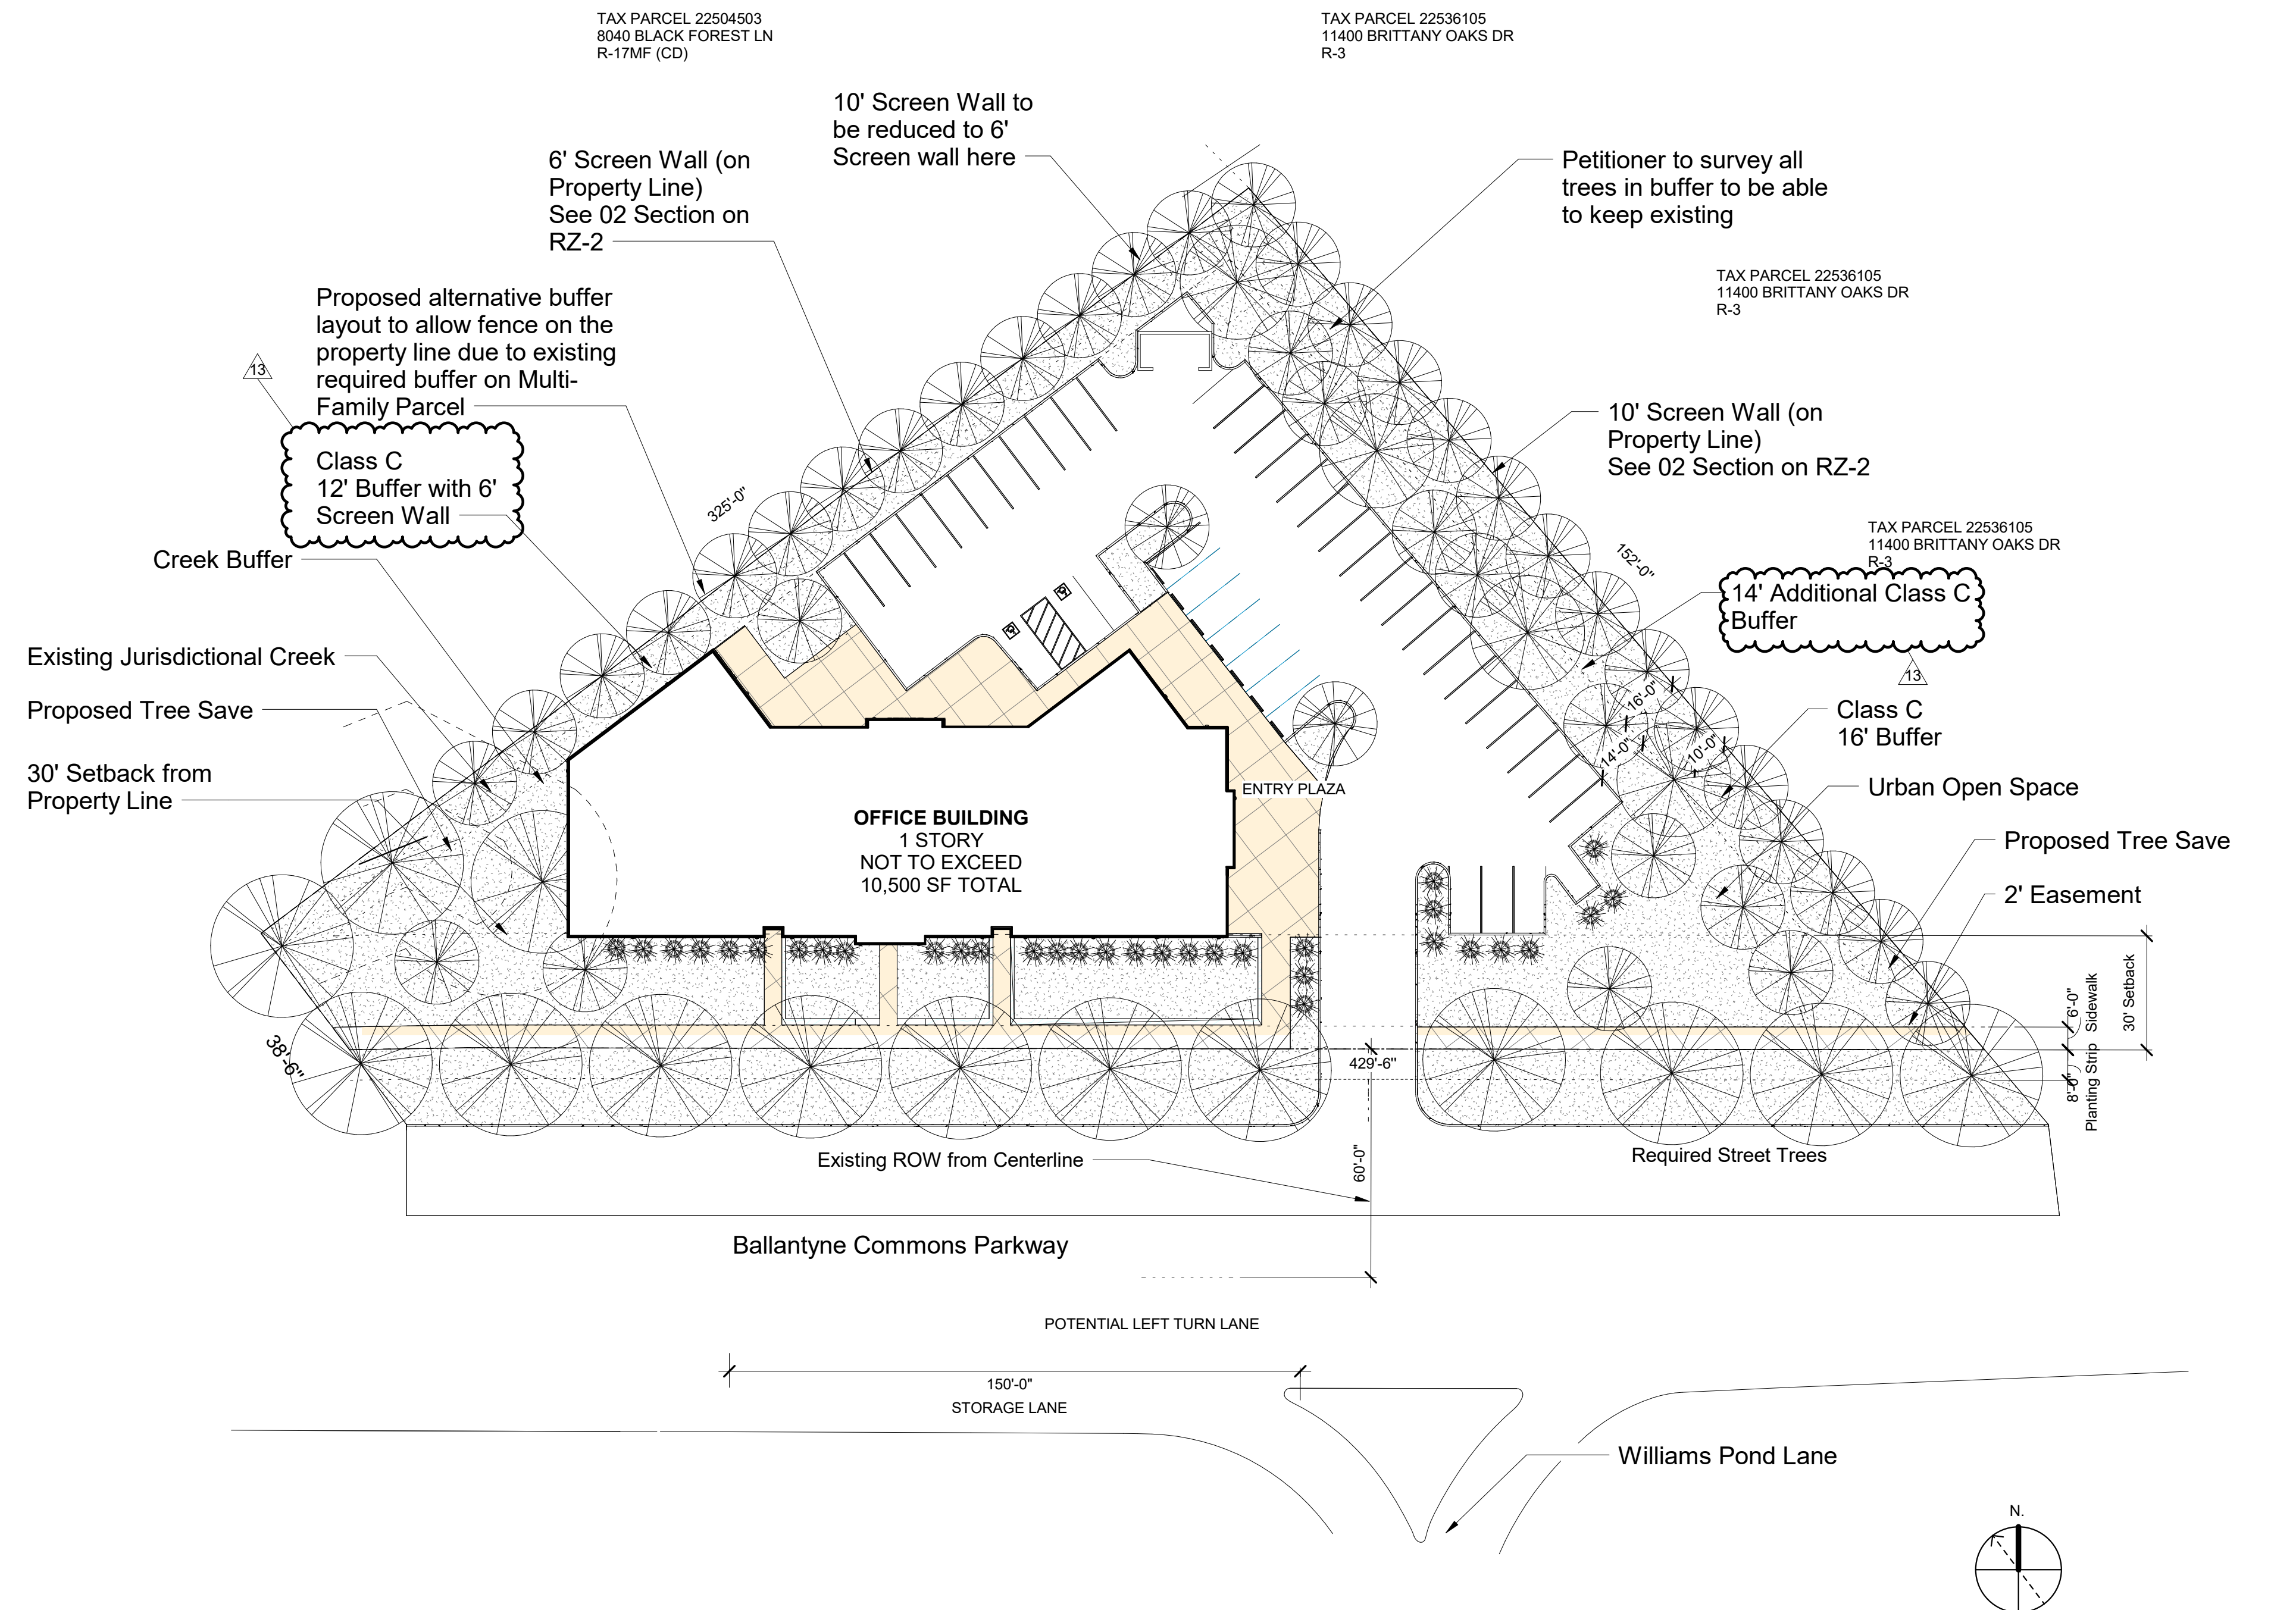 TAX PARCEL 22504503
8040 BLACK FOREST LN
R-17MF (CD)
TAX PARCEL 22536105
11400 BRITTANY OAKS DR
R-3
10' Screen Wall to
be reduced to 6'
Screen wall here
6' Screen Wall (on
Property Line)
See 02 Section on
RZ-2
Petitioner to survey all
trees in buffer to be able
to keep existing
TAX PARCEL 22536105
11400 BRITTANY OAKS DR
R-3
Proposed alternative buffer
layout to allow fence on the
property line due to existing
required buffer on Multi-
Family Parcel
13
Class C
12' Buffer with 6'
Screen Wall
10' Screen Wall (on
Property Line)
See 02 Section on RZ-2
325'-0"
152'-0"
TAX PARCEL 22536105
11400 BRITTANY OAKS DR
R-3
14' Additional Class C
Buffer
13
Creek Buffer
Existing Jurisdictional Creek
Proposed Tree Save
30' Setback from
Property Line
16'-0"
14'-0"
10'-0"
Class C
16' Buffer
Urban Open Space
Proposed Tree Save
2' Easement
ENTRY PLAZA
OFFICE BUILDING
1 STORY
NOT TO EXCEED
10,500 SF TOTAL
38'-6"
429'-6"
6'-0"
Sidewalk
30' Setback
8'-0"
Planting Strip
60'-0"
Existing ROW from Centerline
Required Street Trees
Ballantyne Commons Parkway
POTENTIAL LEFT TURN LANE
150'-0"
STORAGE LANE
Williams Pond Lane
N.